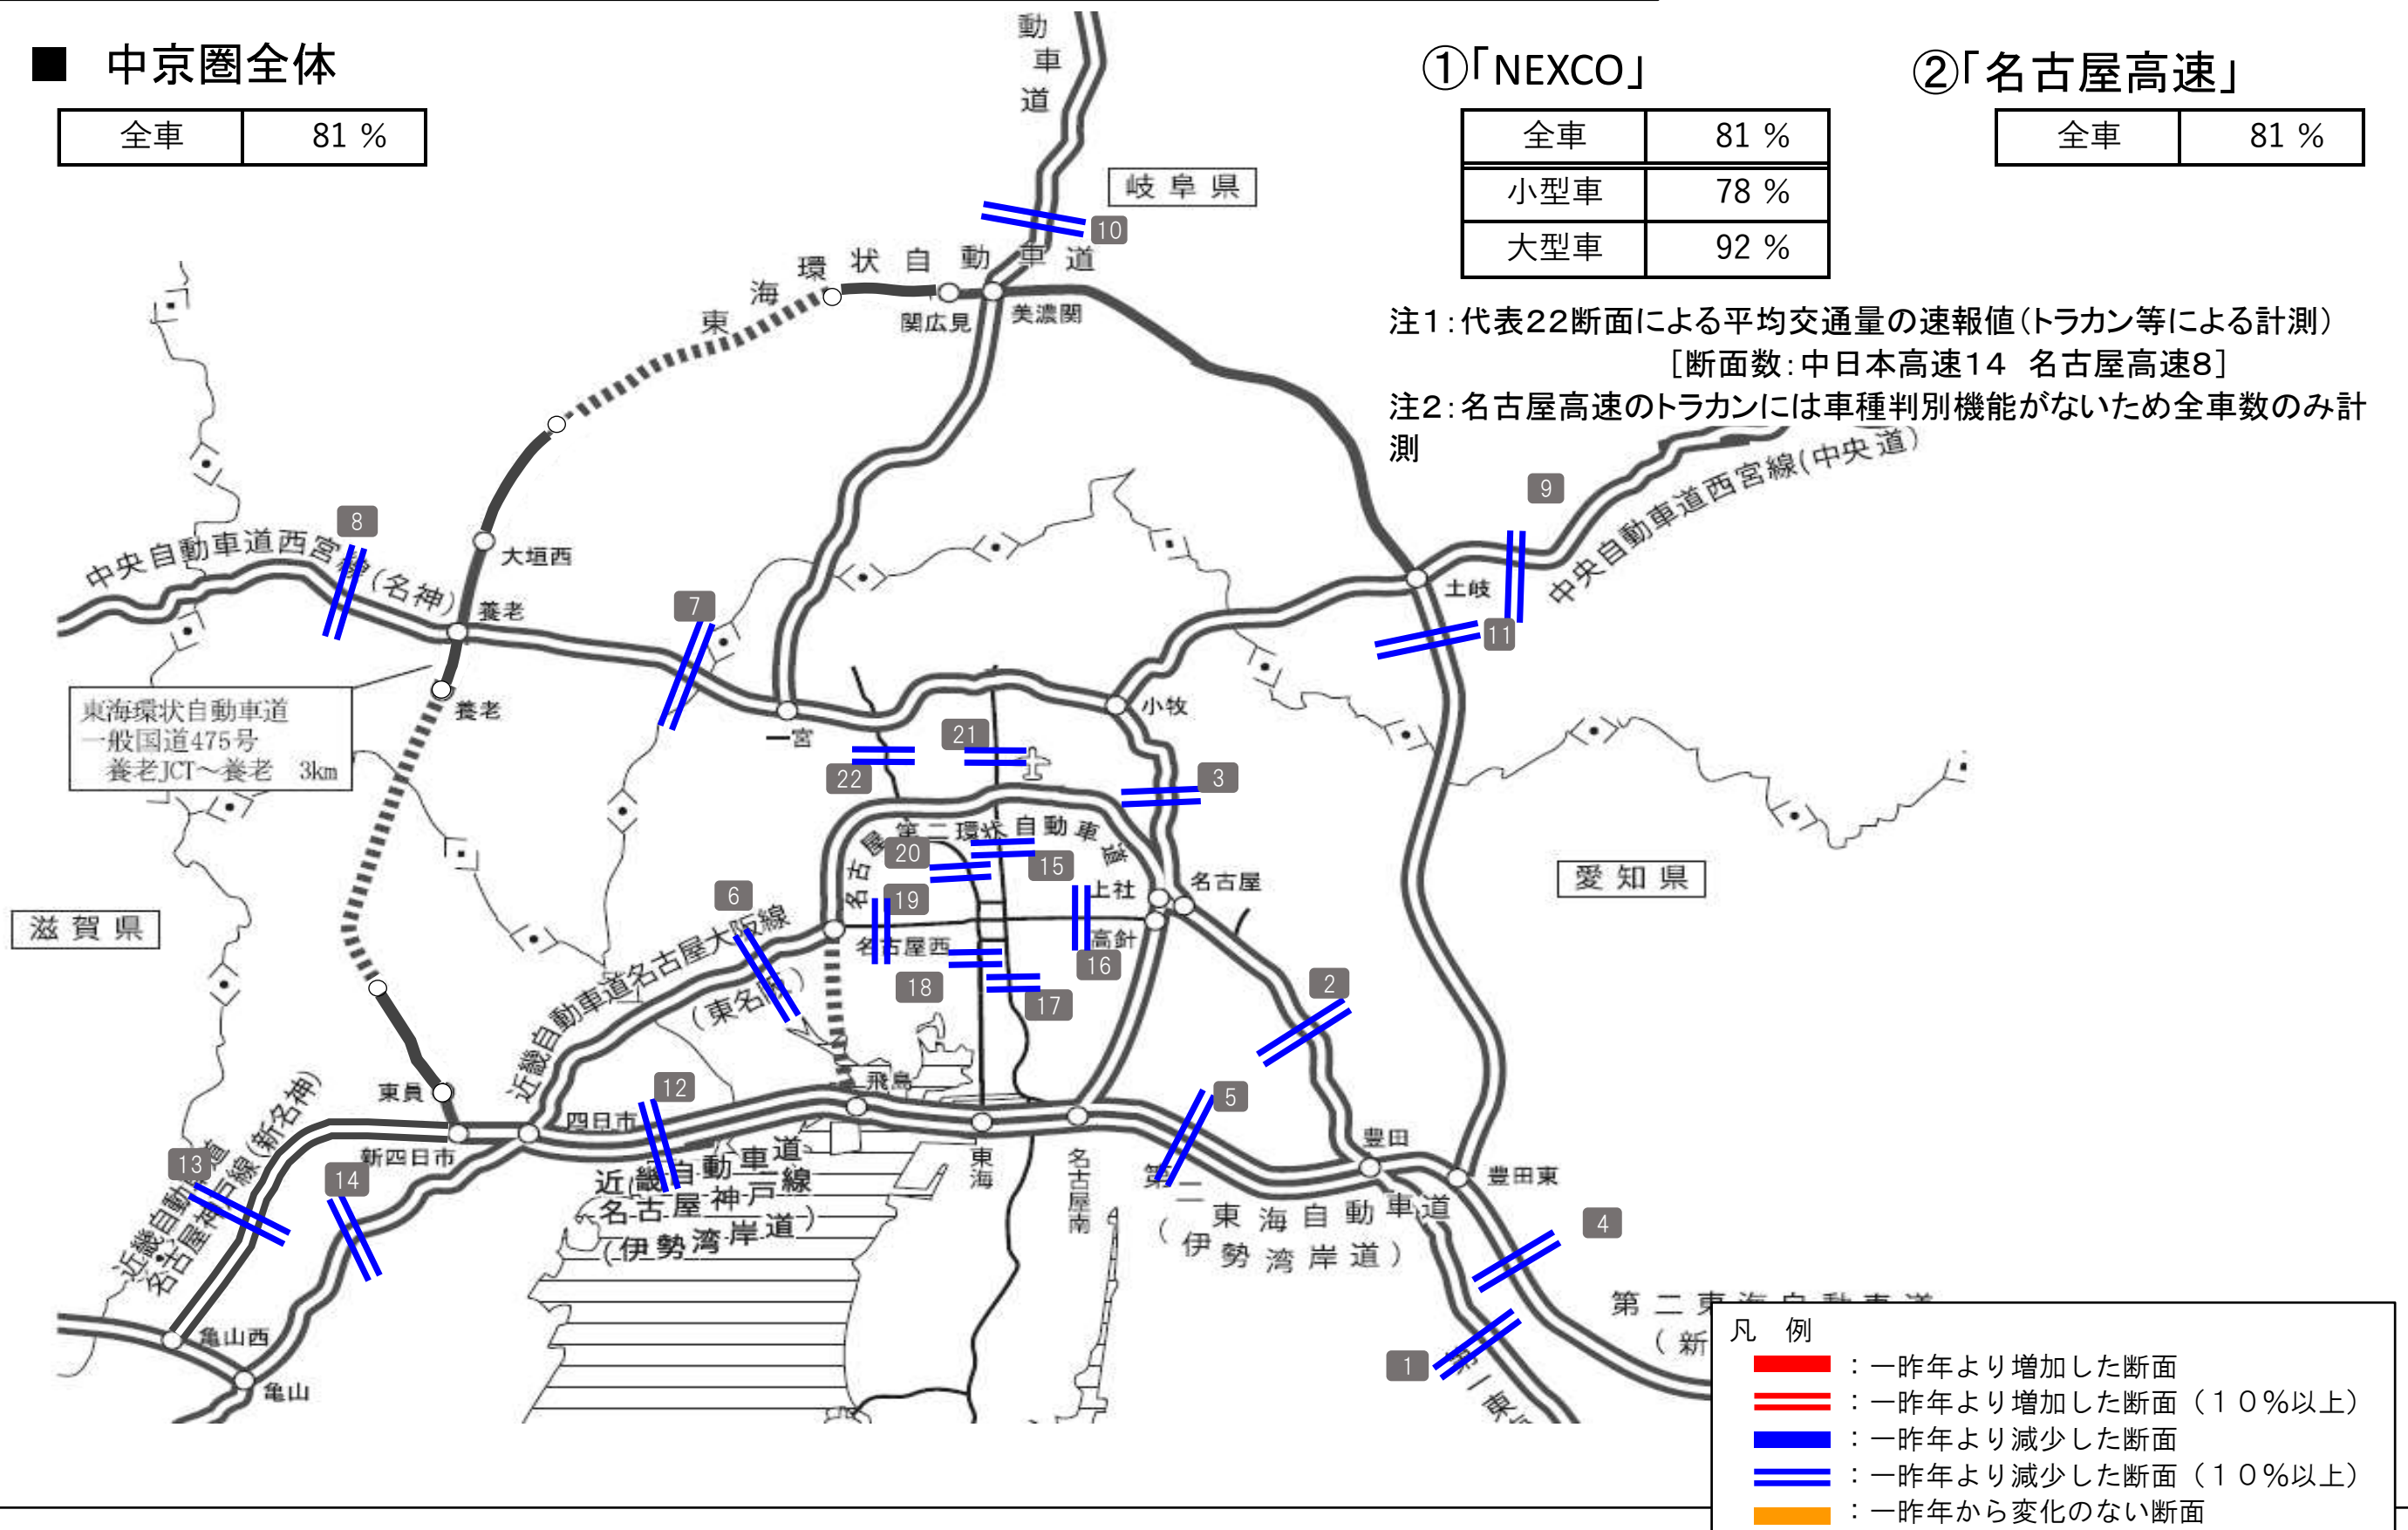 ■ 中京圏全体
全車 81 %
①「NEXCO」
全車 81 %
小型車 78 %
大型車 92 %
②「名古屋高速」
全車 81 %
注1：代表22断面による平均交通量の速報値（トラカン等による計測）
［断面数：中日本高速14 名古屋高速8］
注2：名古屋高速のトラカンには車種判別機能がないため全車数のみ計
測
動車道
岐阜県
10
東海環状自動車道
関広見
美濃関
9
中央自動車道西宮線(中央道)
8
中央自動車道西宮線(名神)
大垣西
養老
7
土岐
11
養老
東海環状自動車道
一般国道475号
養老JCT～養老 3km
一宮
小牧
21
22
3
名古屋第二環状自動車道
20
15
上社
名古屋
愛知県
19
6
滋賀県
名古屋西
高針
16
近畿自動車道名古屋大阪線
(東名阪)
18
17
2
東員
飛島
12
5
四日市
新四日市
近畿自動車道
名古屋神戸線(新名神)
13
14
近畿自動車道
名古屋神戸線
(伊勢湾岸道)
東海
名古屋南
豊田
豊田東
第二東海自動車道
(伊勢湾岸道)
4
亀山西
亀山
1
第二東海自動車道
(新
第一東
凡 例
：一昨年より増加した断面
：一昨年より増加した断面（１０％以上）
：一昨年より減少した断面
：一昨年より減少した断面（１０％以上）
：一昨年から変化のない断面